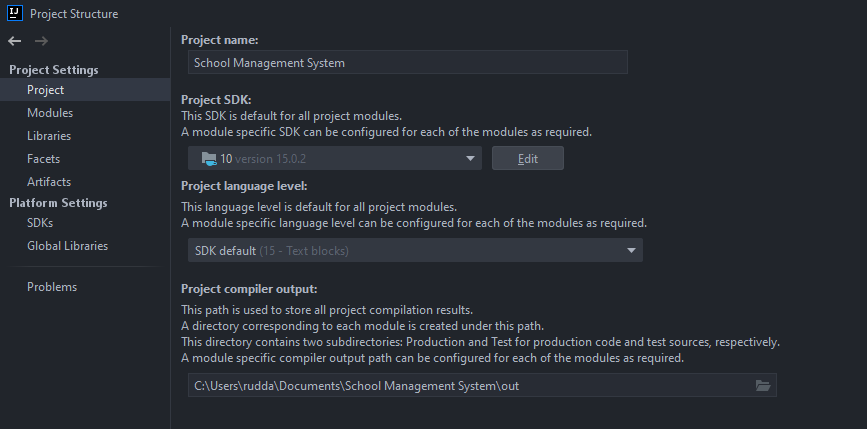 IJ Project Structure
Project Settings
Project
Modules
Libraries
Facets
Artifacts
Platform Settings
SDKs
Global Libraries
Problems
Project name:
School Management System
Project SDK:
This SDK is default for all project modules.
A module specific SDK can be configured for each of the modules as required.
10 version 15.0.2 Edit
Project language level:
This language level is default for all project modules.
A module specific language level can be configured for each of the modules as required.
SDK default (15 - Text blocks)
Project compiler output:
This path is used to store all project compilation results.
A directory corresponding to each module is created under this path.
This directory contains two subdirectories: Production and Test for production code and test sources, respectively.
A module specific compiler output path can be configured for each of the modules as required.
C:\Users\rudda\Documents\School Management System\out